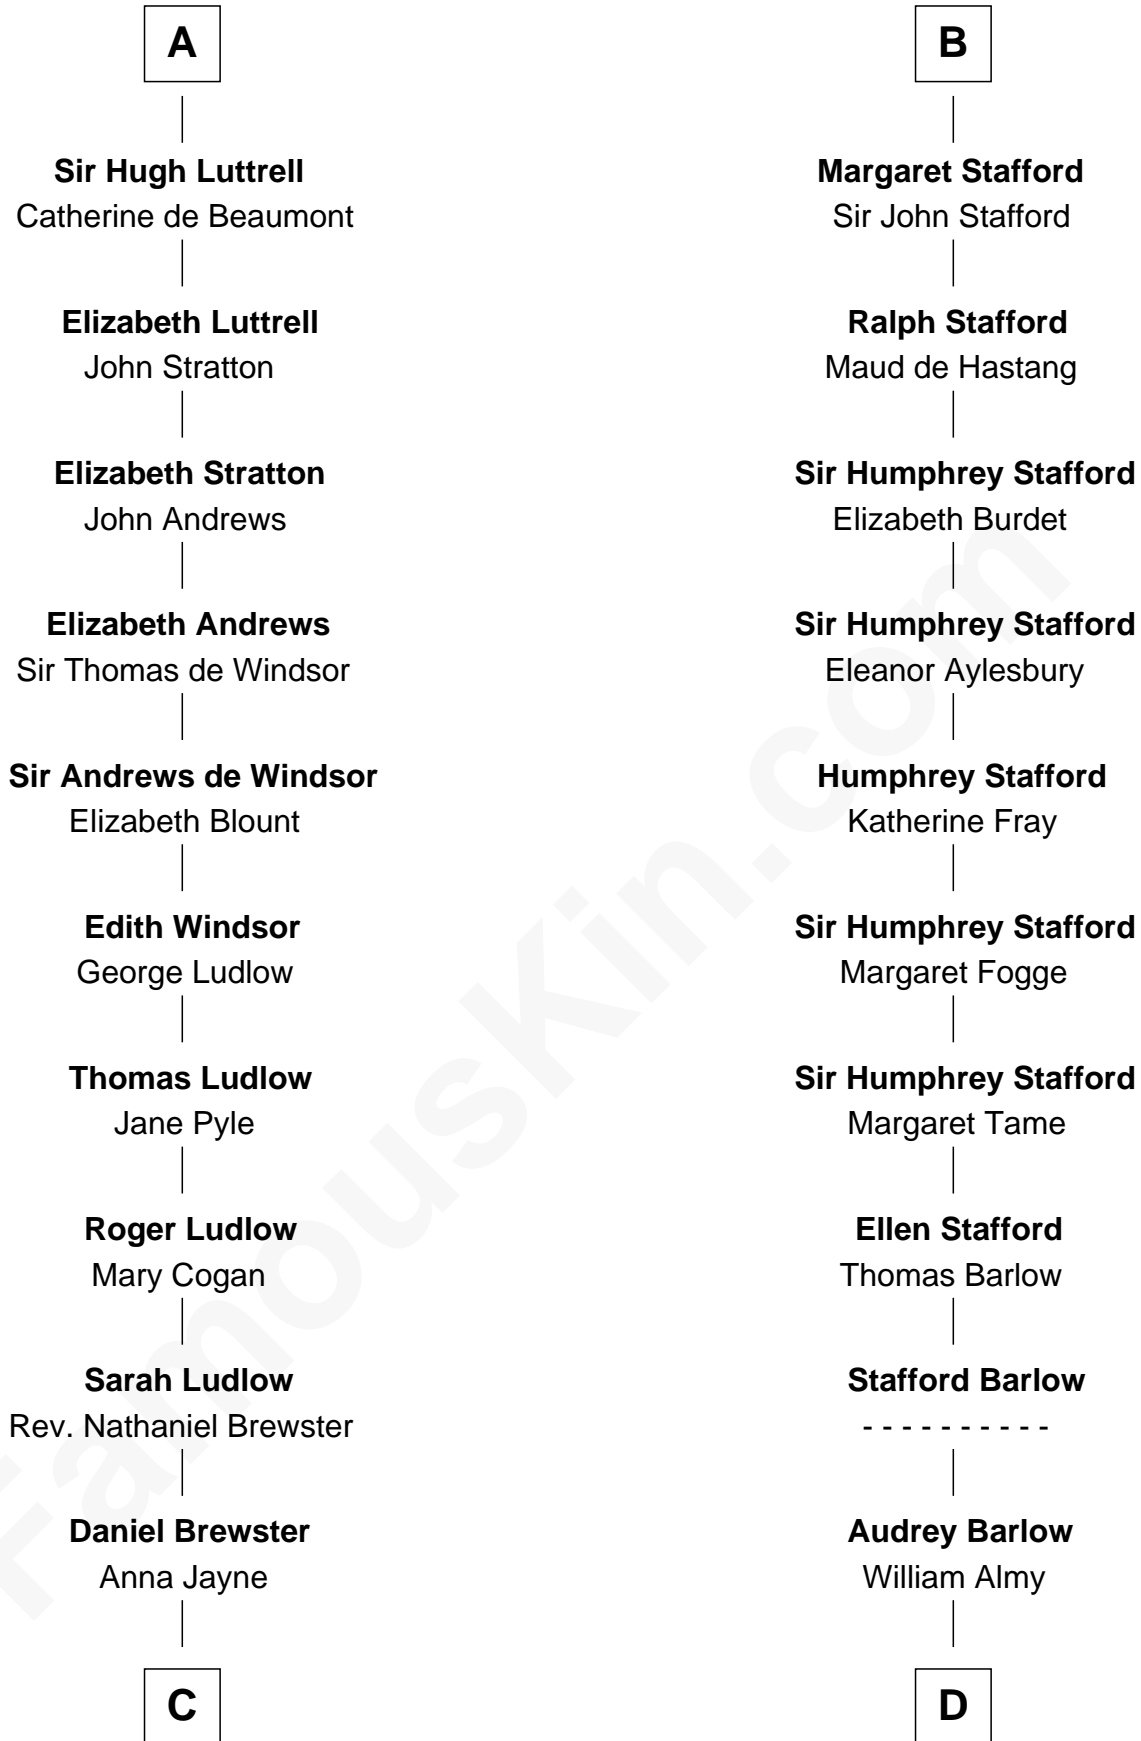 A
Sir Hugh Luttrell
Catherine de Beaumont
Elizabeth Luttrell
John Stratton
Elizabeth Stratton
John Andrews
Elizabeth Andrews
Sir Thomas de Windsor
Sir Andrews de Windsor
Elizabeth Blount
Edith Windsor
George Ludlow
Thomas Ludlow
Jane Pyle
Roger Ludlow
Mary Cogan
Sarah Ludlow
Rev. Nathaniel Brewster
Daniel Brewster
Anna Jayne
C
B
Margaret Stafford
Sir John Stafford
Ralph Stafford
Maud de Hastang
Sir Humphrey Stafford
Elizabeth Burdet
Sir Humphrey Stafford
Eleanor Aylesbury
Humphrey Stafford
Katherine Fray
Sir Humphrey Stafford
Margaret Fogge
Sir Humphrey Stafford
Margaret Tame
Ellen Stafford
Thomas Barlow
Stafford Barlow
- - - - - - - - - -
Audrey Barlow
William Almy
D
FamousKin.com